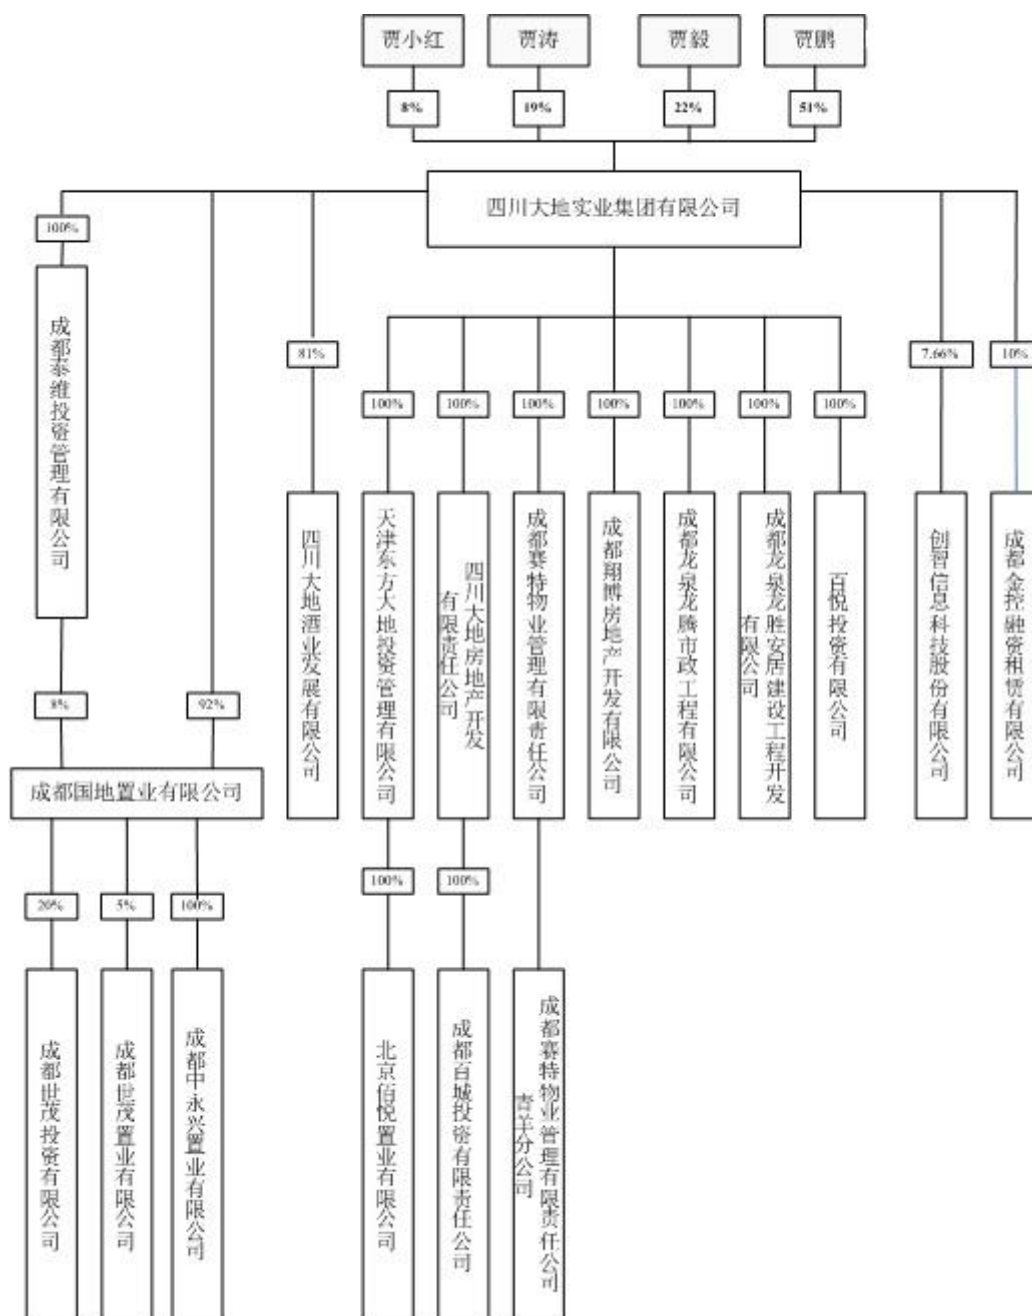 贾小红
贾涛
贾毅
贾鹏
8%
19%
22%
51%
四川大地实业集团有限公司
100%
成都泰维投资管理有限公司
81%
7.66%
10%
100%
100%
100%
100%
100%
100%
100%
四川大地酒业发展有限公司
天津东方大地投资管理有限公司
四川大地房地产开发
有限责任公司
成都赛特物业管理有限责任公司
成都翔博房地产开发有限公司
成都龙泉龙腾市政工程有限公司
成都龙泉龙胜安居建设工程开发
有限公司
百悦投资有限公司
创智信息科技股份有限公司
成都金控融资租赁有限公司
8%
92%
成都国地置业有限公司
20%
5%
100%
100%
100%
成都世茂投资有限公司
成都世茂置业有限公司
成都中永兴置业有限公司
北京佰悦置业有限公司
成都百城投资有限责任公司
成都赛特物业管理有限责任公司
青羊分公司